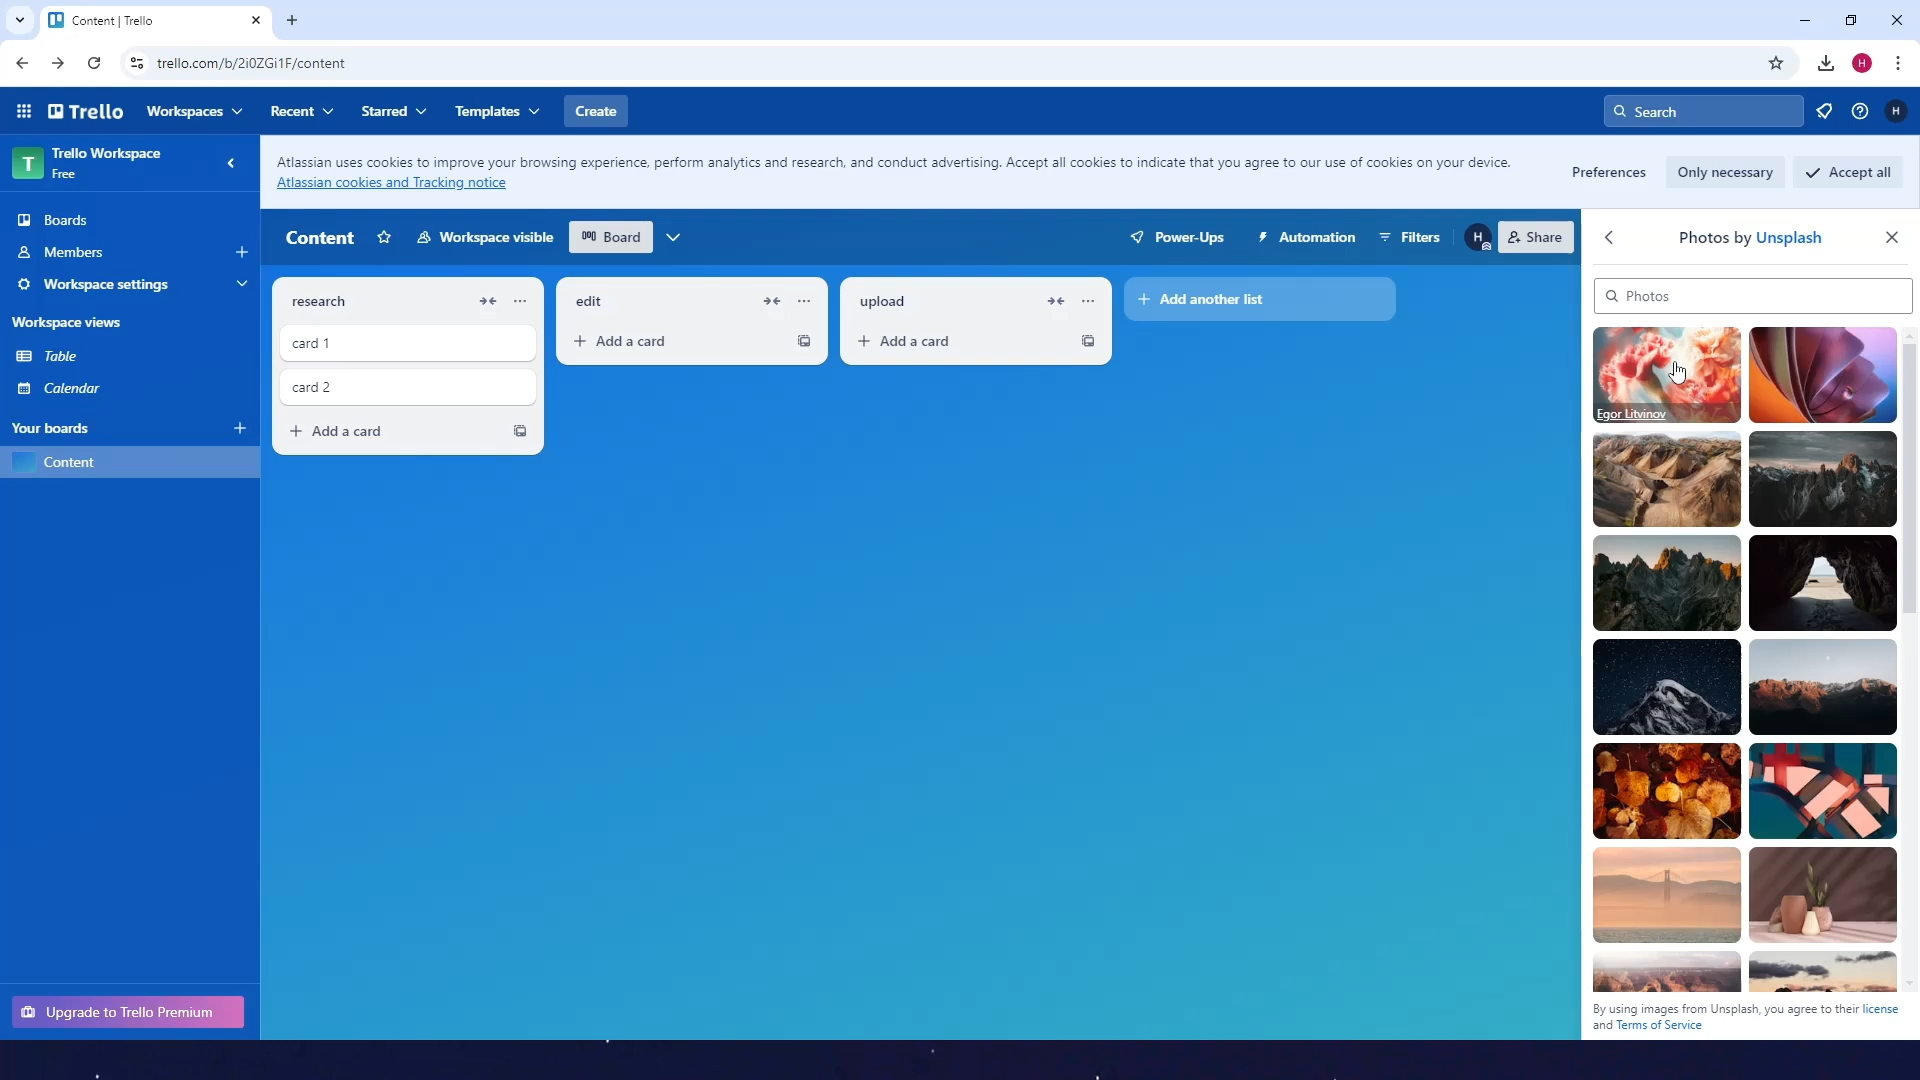 Content | Trello
trello.com/b/2i0ZGi1F/content
H
Trello
Workspaces
Recent
Starred
Templates
Create
Search
H
T
Trello Workspace
Free
Atlassian uses cookies to improve your browsing experience, perform analytics and research, and conduct advertising. Accept all cookies to indicate that you agree to our use of cookies on your device.
Atlassian cookies and Tracking notice
Preferences
Only necessary
Accept all
Boards
Members
Workspace settings
Workspace views
Table
Calendar
Your boards
Content
Upgrade to Trello Premium
Content
Workspace visible
Board
Power-Ups
Automation
Filters
H
Share
research
card 1
card 2
Add a card
edit
Add a card
upload
Add a card
Add another list
Photos by Unsplash
Photos
Egor Litvinov
By using images from Unsplash, you agree to their license
and Terms of Service